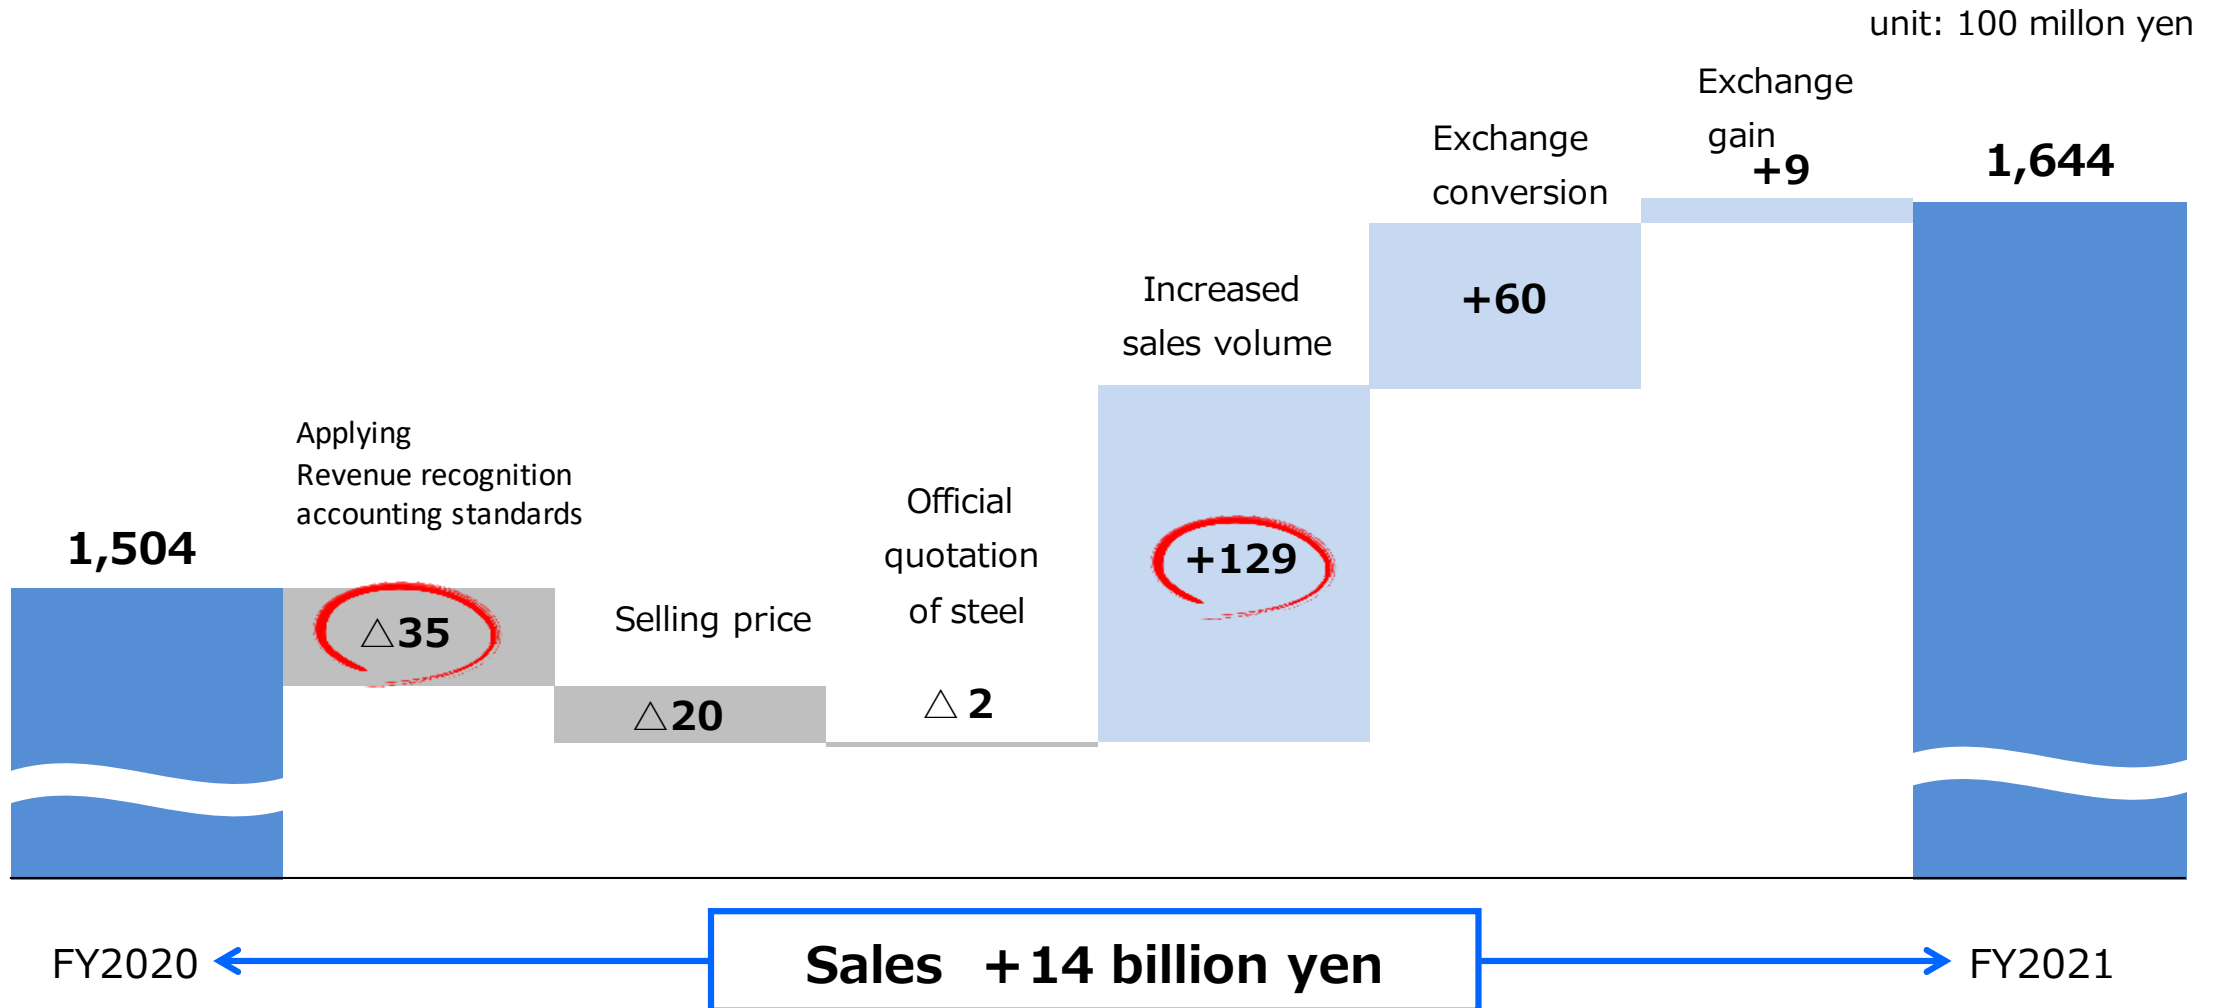 unit: 100 millon yen
Exchange
gain
+9
1,644
Exchange
conversion
+60
Increased
sales volume
+129
Applying
Revenue recognition
accounting standards
△35
1,504
Selling price
△20
Official
quotation
of steel
△ 2
FY2020
Sales +14 billion yen
FY2021